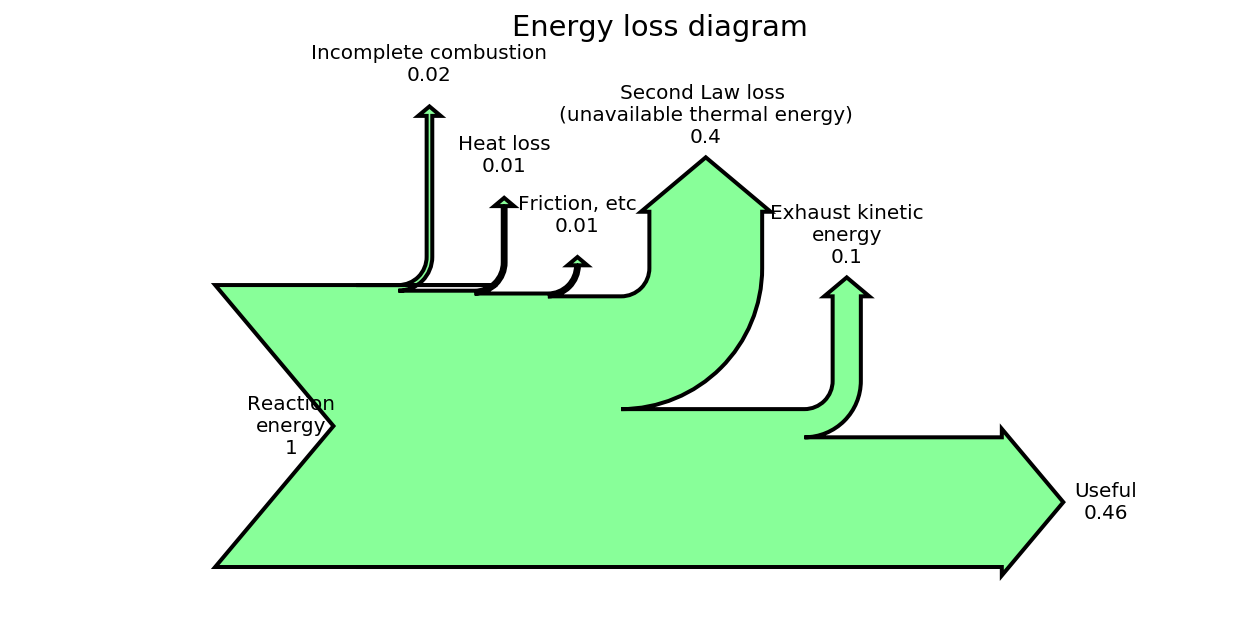 Energy loss diagram
Incomplete combustion
0.02
Heat loss
0.01
Friction, etc
0.01
Second Law loss
(unavailable thermal energy)
0.4
Exhaust kinetic
energy
0.1
Reaction
energy
1
Useful
0.46